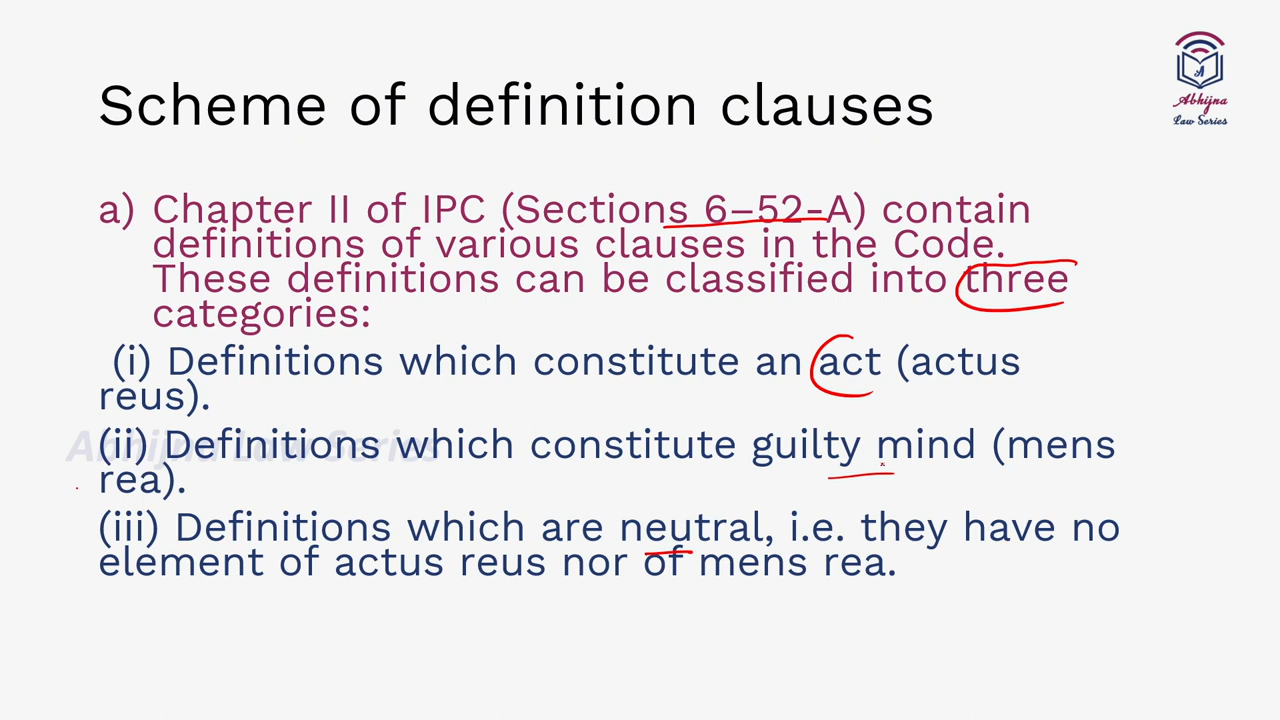 Abhijna
Law Series
Scheme of definition clauses
a) Chapter II of IPC (Sections 6–52-A) contain
definitions of various clauses in the Code.
These definitions can be classified into three
categories:
(i) Definitions which constitute an act (actus
reus).
Abhijna Law Series
(ii) Definitions which constitute guilty mind (mens
rea).
(iii) Definitions which are neutral, i.e. they have no
element of actus reus nor of mens rea.